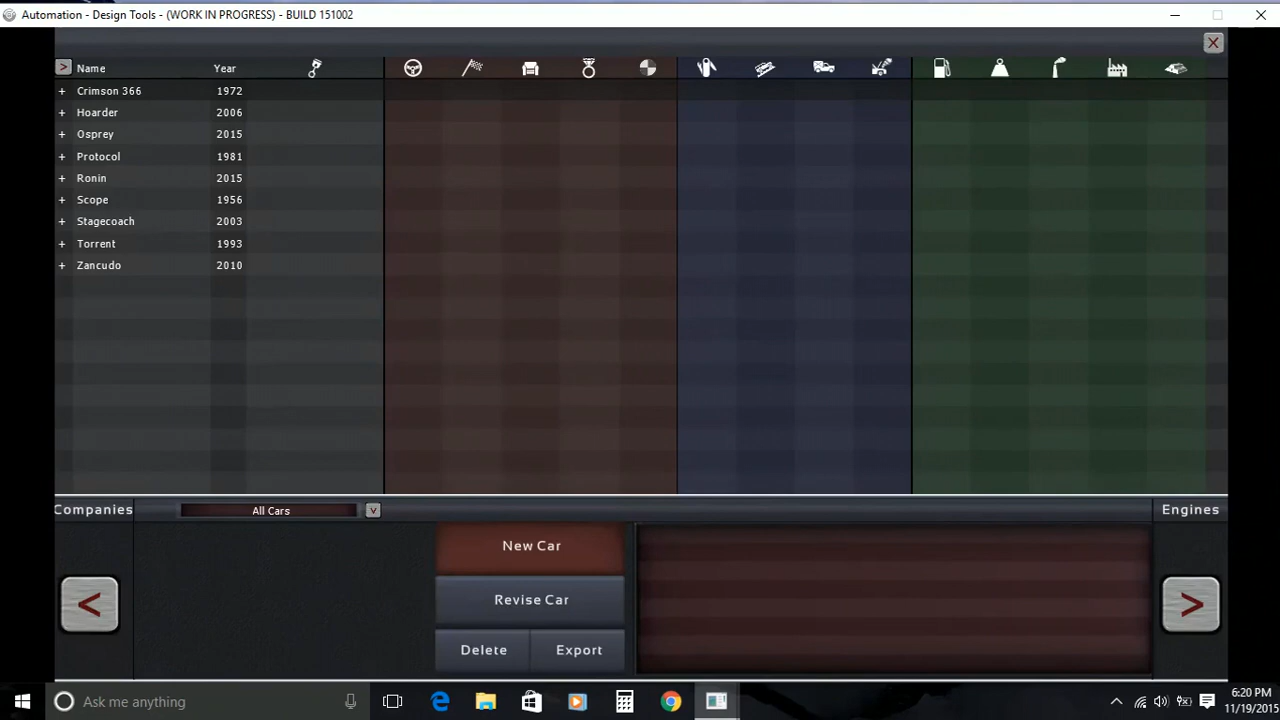 Automation - Design Tools - (WORK IN PROGRESS) - BUILD 151002
X
> Name Year
+ Crimson 366 1972
+ Hoarder 2006
+ Osprey 2015
+ Protocol 1981
+ Ronin 2015
+ Scope 1956
+ Stagecoach 2003
+ Torrent 1993
+ Zancudo 2010
Companies All Cars v Engines
New Car
< Revise Car >
Delete Export
Ask me anything
6:20 PM
11/19/2015